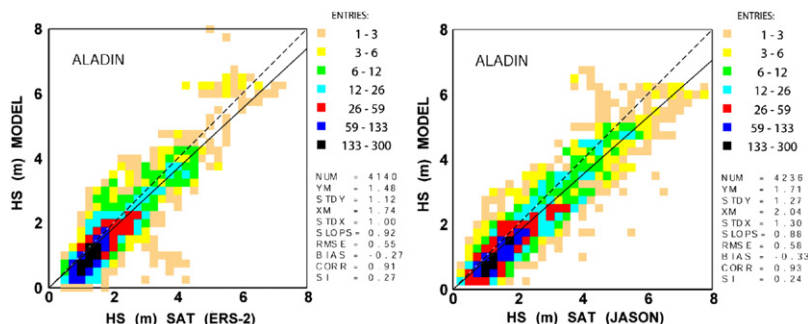 ENTRIES:
1 - 3
3 - 6
6 - 12
12 - 26
26 - 59
59 - 133
133 - 300
ALADIN
HS (m) MODEL
8
6
4
2
0
0 2 4 6 8
HS (m) SAT (ERS-2)
NUM = 4140
YM = 1.48
STDY = 1.12
XM = 1.74
STDX = 1.00
SLOPS = 0.92
RMSE = 0.55
BIAS = -0.27
CORR = 0.91
SI = 0.27
ENTRIES:
1 - 3
3 - 6
6 - 12
12 - 26
26 - 59
59 - 133
133 - 300
ALADIN
HS (m) MODEL
8
6
4
2
0
0 2 4 6 8
HS (m) SAT (JASON)
NUM = 4236
YM = 1.71
STDY = 1.27
XM = 2.04
STDX = 1.30
SLOPS = 0.88
RMSE = 0.58
BIAS = -0.33
CORR = 0.93
SI = 0.24